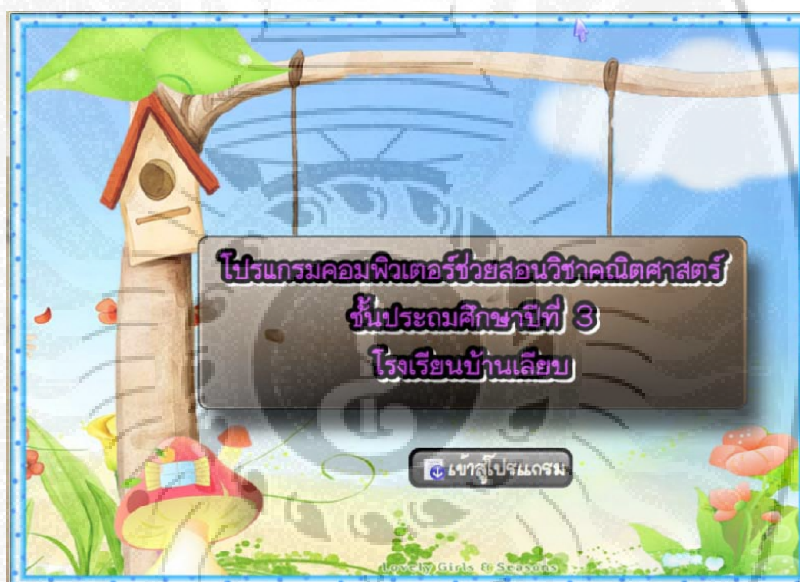 โปรแกรมคอมพิวเตอร์ช่วยสอนวิชาคณิตศาสตร์
ชั้นประถมศึกษาปีที่ 3
โรงเรียนบ้านเลียบ
เข้าสู่โปรแกรม
Lovely Girls & Seasons